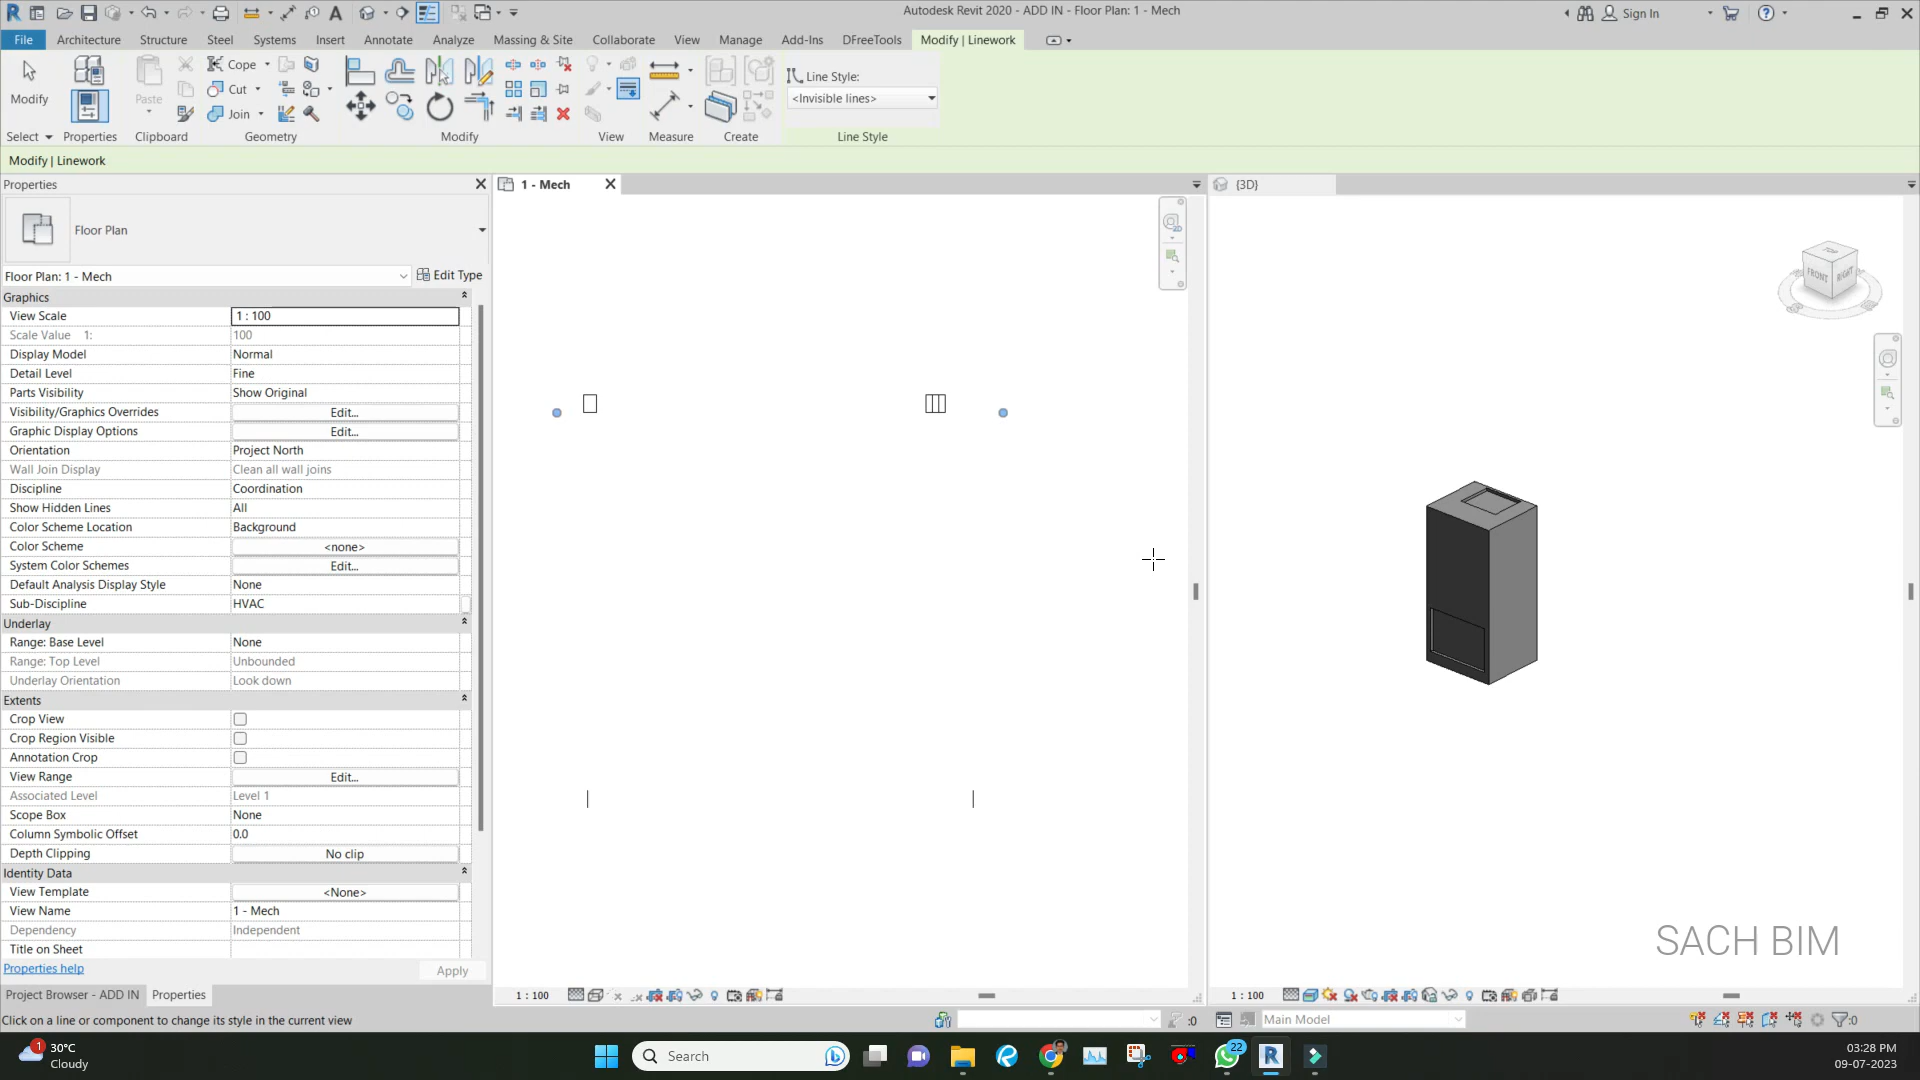 Autodesk Revit 2020 - ADD IN - Floor Plan: 1 - Mech
Sign In
File
Architecture
Structure
Steel
Systems
Insert
Annotate
Analyze
Massing & Site
Collaborate
View
Manage
Add-Ins
DFreeTools
Modify | Linework
Modify
Paste
Cope
Cut
Join
Line Style:
<Invisible lines>
Select
Properties
Clipboard
Geometry
Modify
View
Measure
Create
Line Style
Modify | Linework
Properties
1 - Mech
{3D}
Floor Plan
Floor Plan: 1 - Mech
Edit Type
Graphics
View Scale 1 : 100
Scale Value 1: 100
Display Model Normal
Detail Level Fine
Parts Visibility Show Original
Visibility/Graphics Overrides Edit...
Graphic Display Options Edit...
Orientation Project North
Wall Join Display Clean all wall joins
Discipline Coordination
Show Hidden Lines All
Color Scheme Location Background
Color Scheme <none>
System Color Schemes Edit...
Default Analysis Display Style None
Sub-Discipline HVAC
Underlay
Range: Base Level None
Range: Top Level Unbounded
Underlay Orientation Look down
Extents
Crop View
Crop Region Visible
Annotation Crop
View Range Edit...
Associated Level Level 1
Scope Box None
Column Symbolic Offset 0.0
Depth Clipping No clip
Identity Data
View Template <None>
View Name 1 - Mech
Dependency Independent
Title on Sheet
Properties help
Apply
Project Browser - ADD IN
Properties
TOP
FRONT
RIGHT
SACH BIM
1 : 100
1 : 100
Click on a line or component to change its style in the current view
:0
Main Model
:0
1
30°C
Cloudy
Search
22
03:28 PM
09-07-2023